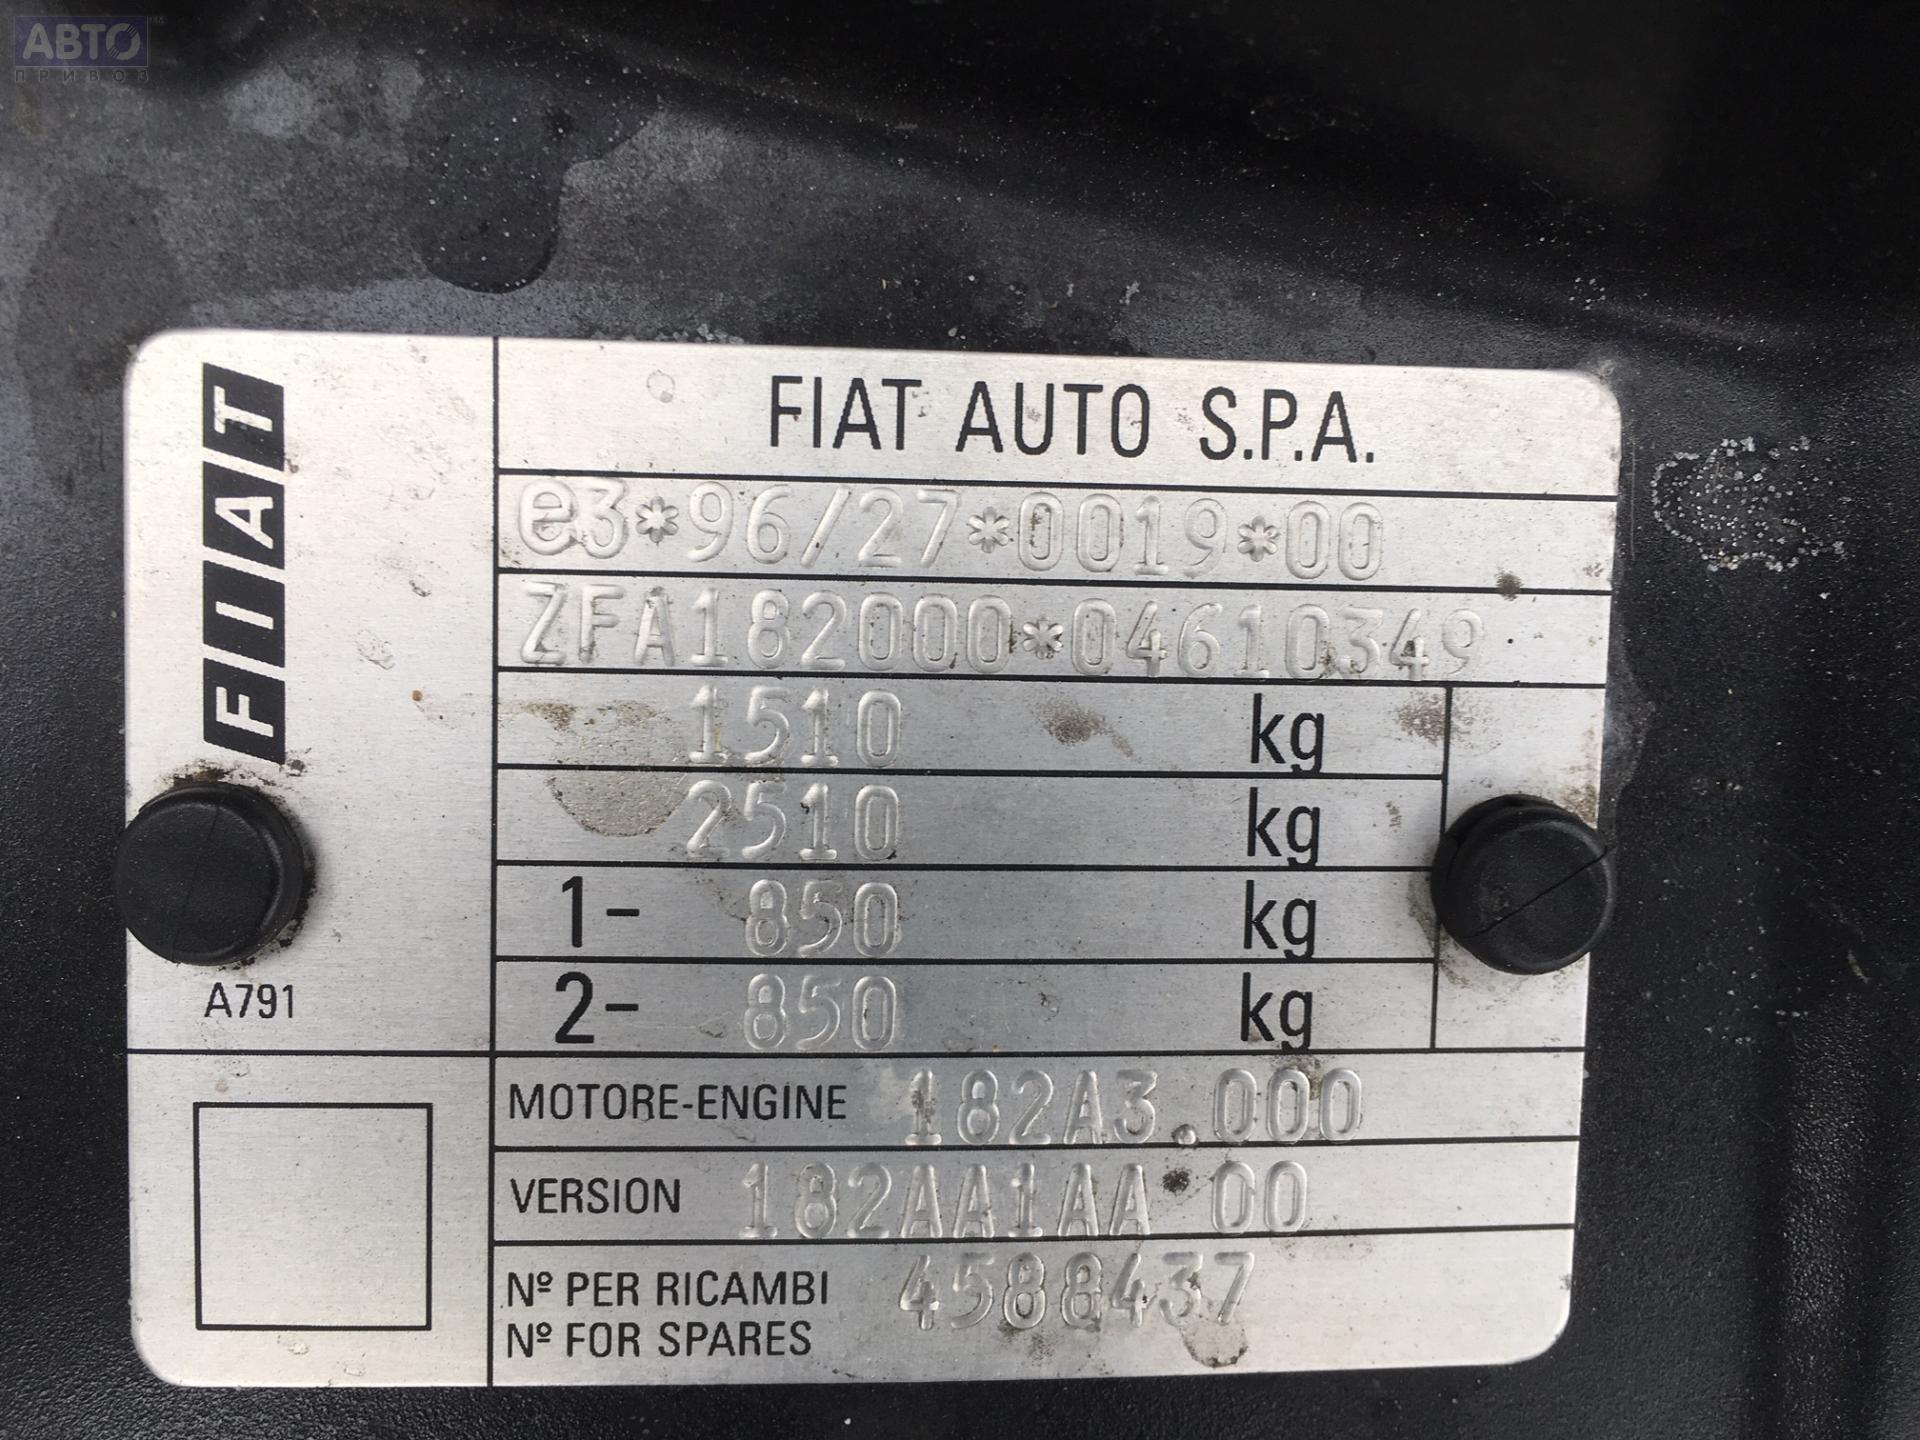 АВТО
ПРИВОЗ
FIAT
FIAT AUTO S.P.A.
e3*96/27*0019*00
ZFA182000*04610349
1510 kg
2510 kg
1- 850 kg
2- 850 kg
A791
MOTORE-ENGINE 182A3.000
VERSION 182AA1AA 00
Nº PER RICAMBI 4588437
Nº FOR SPARES